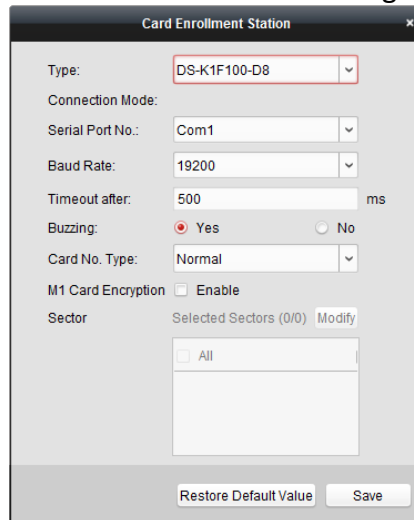 Card Enrollment Station ×
Type: DS-K1F100-D8
Connection Mode:
Serial Port No.: Com1
Baud Rate: 19200
Timeout after: 500 ms
Buzzing: Yes No
Card No. Type: Normal
M1 Card Encryption Enable
Sector Selected Sectors (0/0) Modify
All
Restore Default Value Save